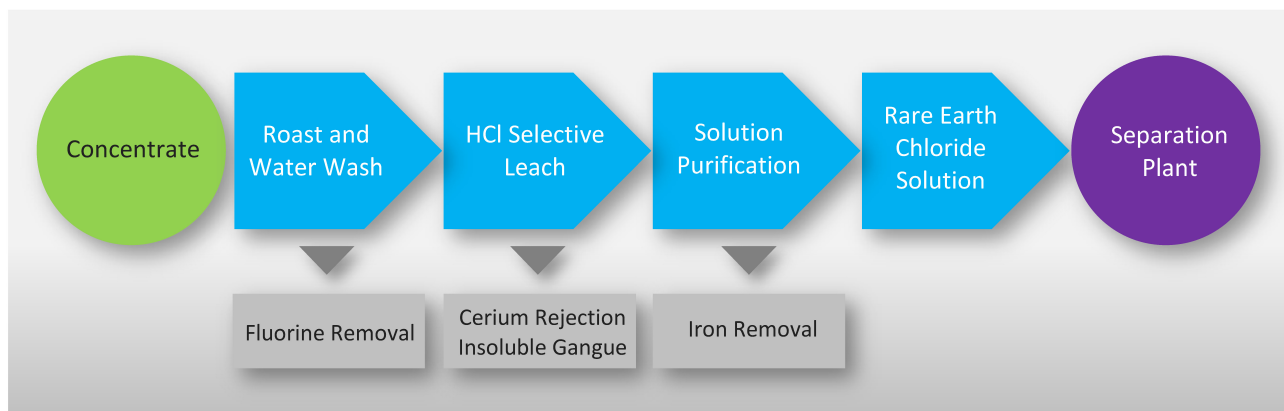 Concentrate
Roast and
Water Wash
HCl Selective
Leach
Solution
Purification
Rare Earth
Chloride
Solution
Separation
Plant
Fluorine Removal
Cerium Rejection
Insoluble Gangue
Iron Removal